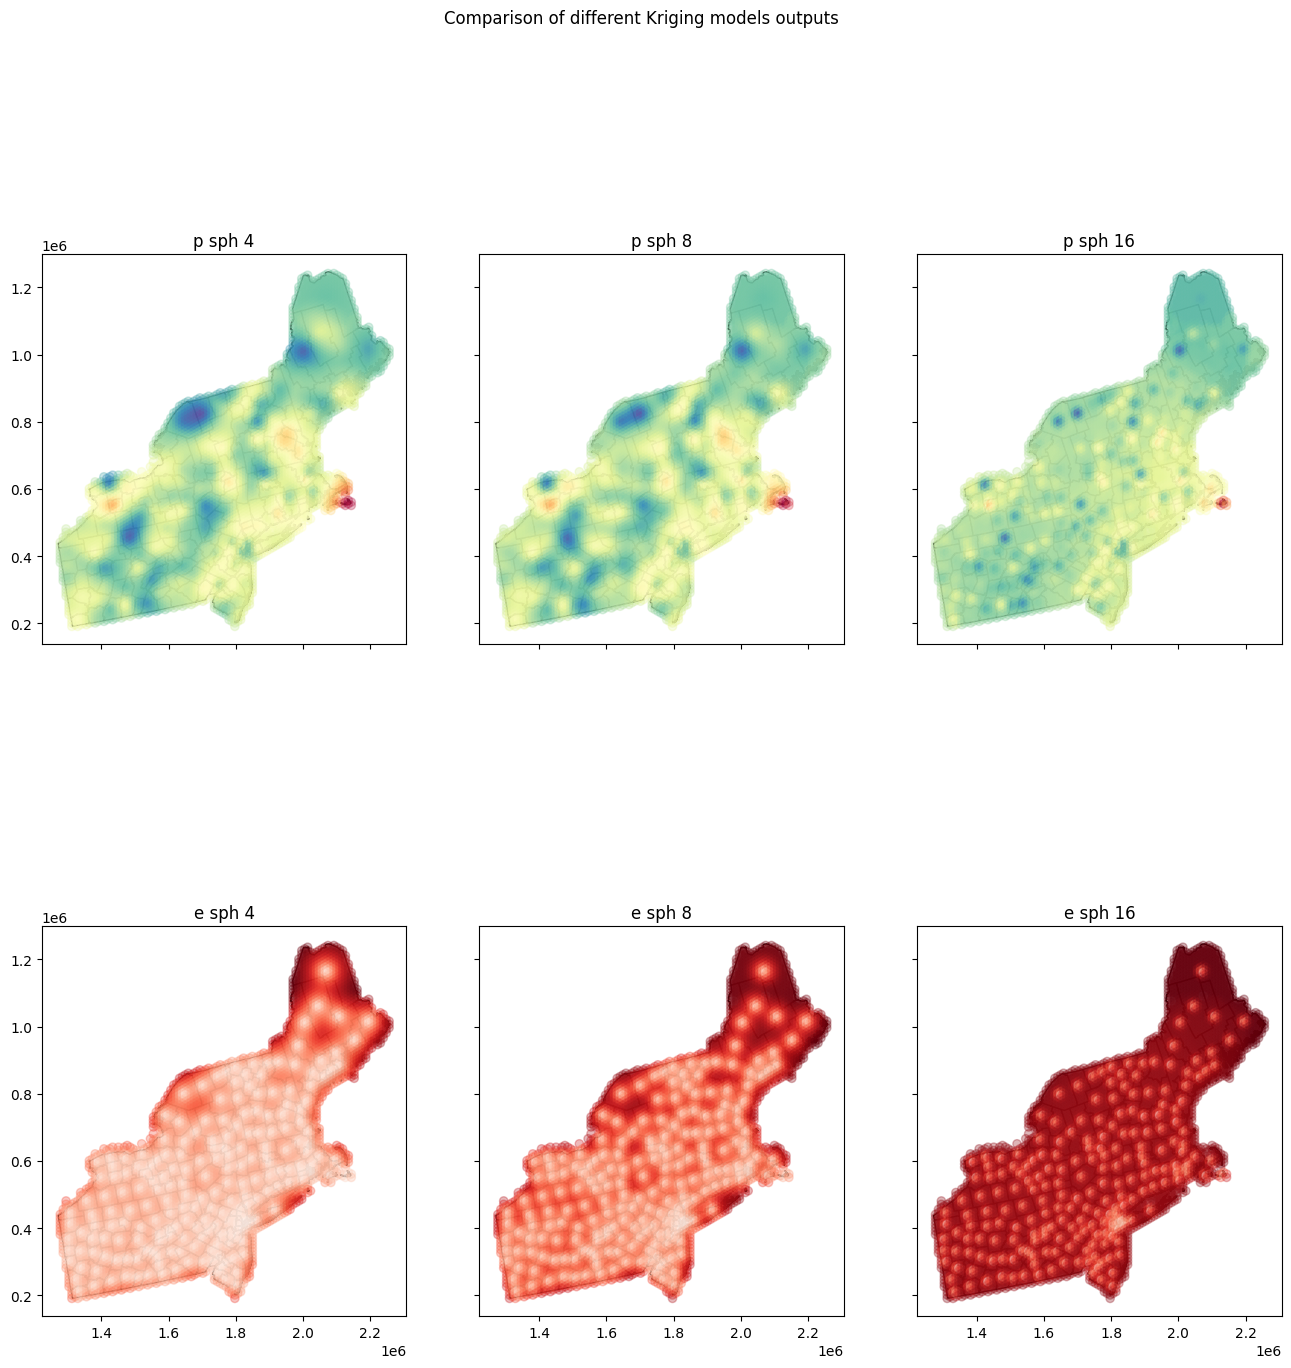 Comparison of different Kriging models outputs
p sph 4
p sph 8
p sph 16
1e6
1.2
1.0
0.8
0.6
0.4
0.2
e sph 4
e sph 8
e sph 16
1e6
1.2
1.0
0.8
0.6
0.4
0.2
1.4 1.6 1.8 2.0 2.2
1e6
1.4 1.6 1.8 2.0 2.2
1e6
1.4 1.6 1.8 2.0 2.2
1e6